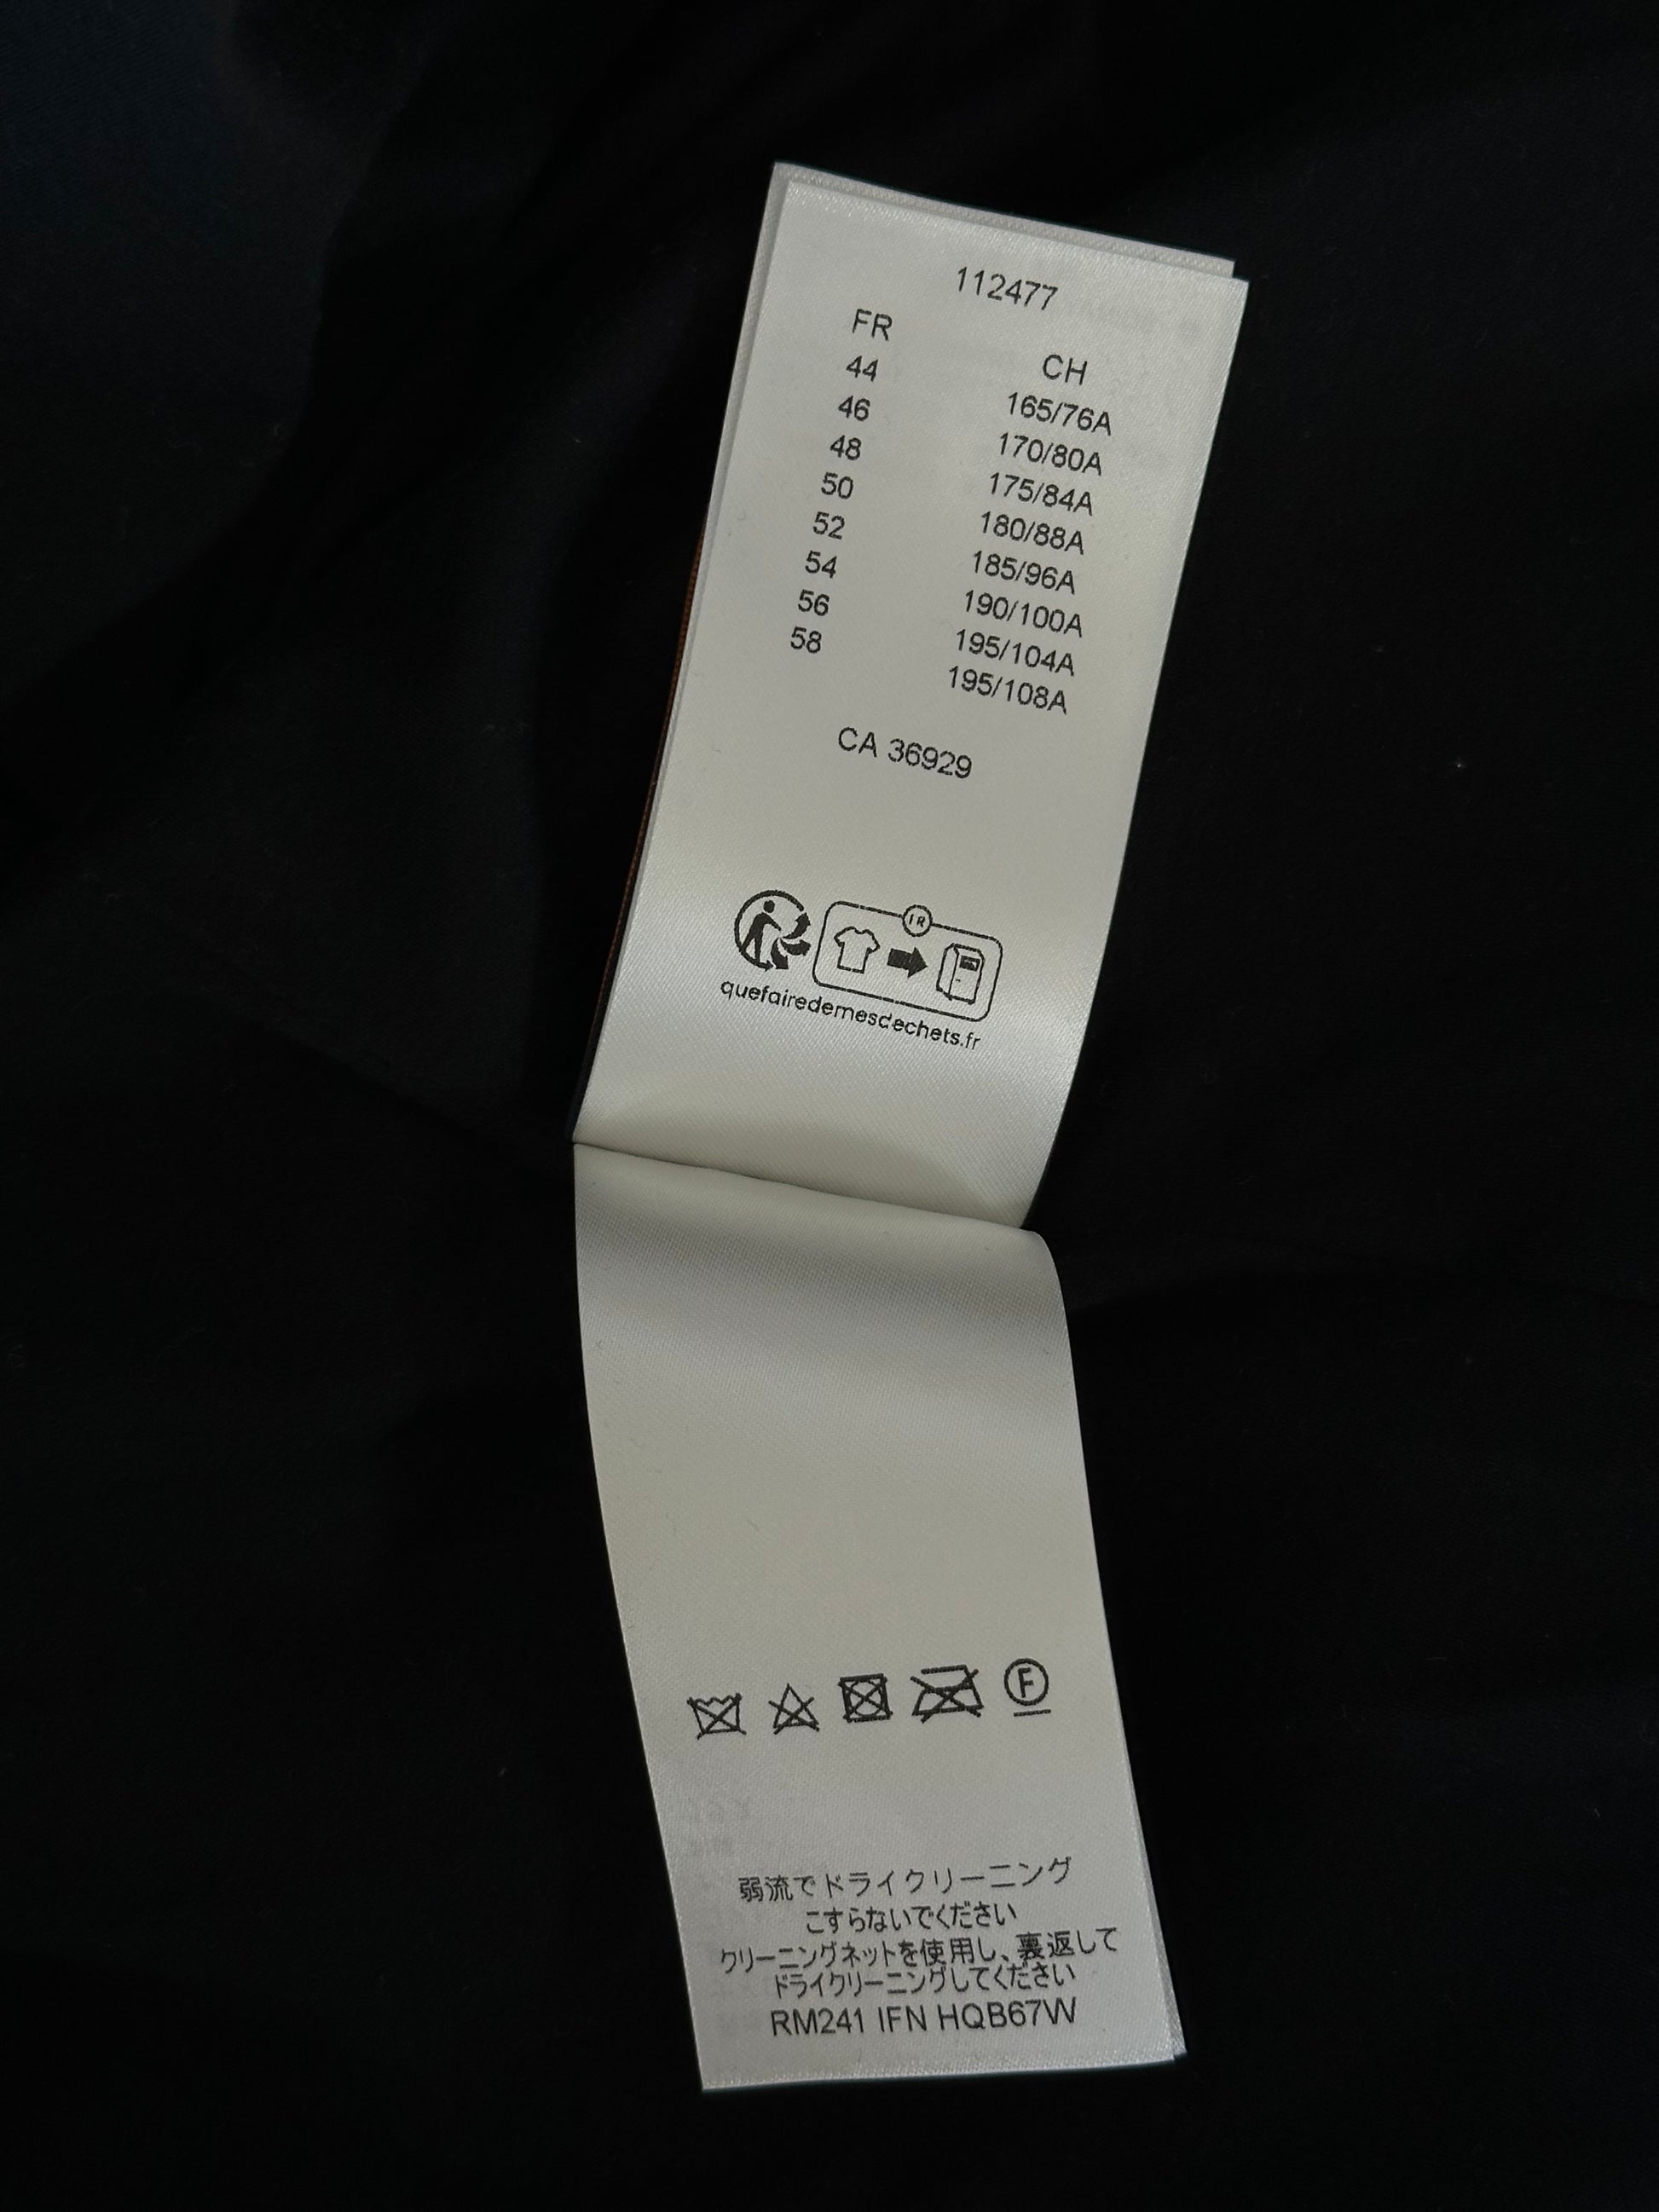 112477
FR CH
44 165/76A
46 170/80A
48 175/84A
50 180/88A
52 185/96A
54 190/100A
56 195/104A
58 195/108A
CA 36929
FR
quefairedemesdechets.fr
F
弱流でドライクリーニング
こすらないでください
クリーニングネットを使用し、裏返して
ドライクリーニングしてください
RM241 IFN HQB67W